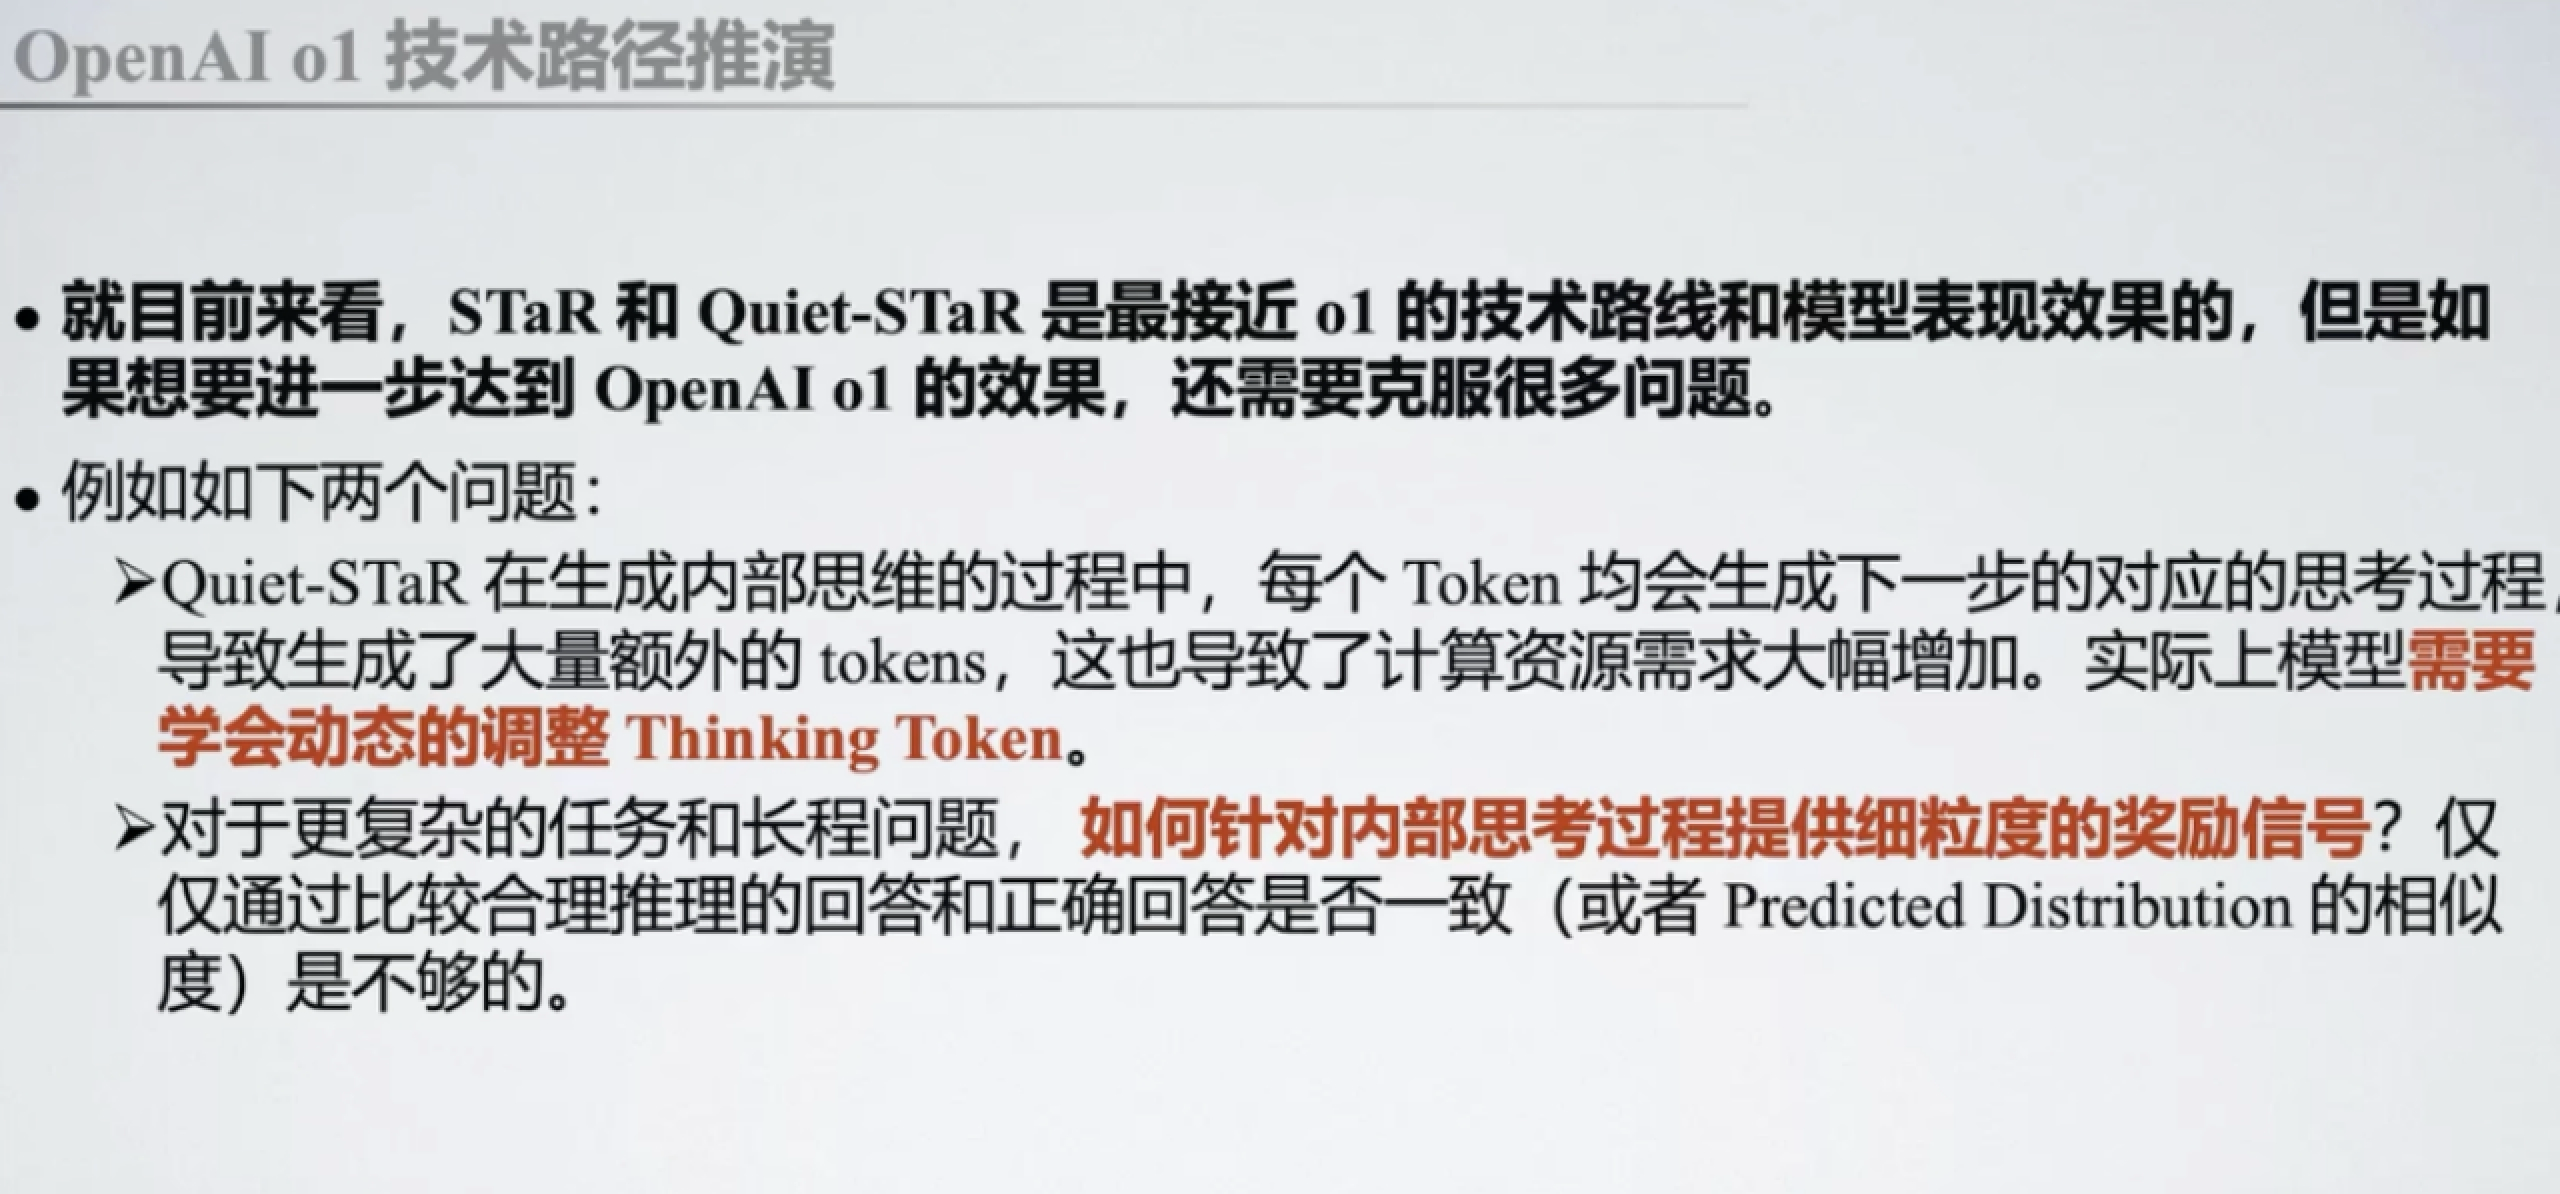 OpenAI o1 技术路径推演
• 就目前来看，STaR 和 Quiet-STaR 是最接近 o1 的技术路线和模型表现效果的，但是如
果想要进一步达到 OpenAI o1 的效果，还需要克服很多问题。
• 例如如下两个问题：
➢Quiet-STaR 在生成内部思维的过程中，每个 Token 均会生成下一步的对应的思考过程，
导致生成了大量额外的 tokens，这也导致了计算资源需求大幅增加。实际上模型需要
学会动态的调整 Thinking Token。
➢对于更复杂的任务和长程问题，如何针对内部思考过程提供细粒度的奖励信号？仅
仅通过比较合理推理的回答和正确回答是否一致（或者 Predicted Distribution 的相似
度）是不够的。